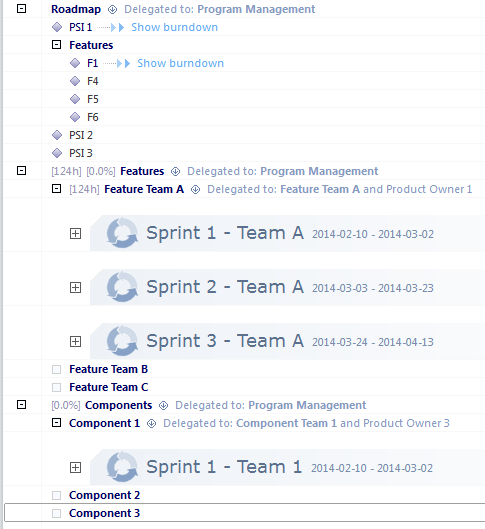 Roadmap Delegated to: Program Management
PSI 1 Show burndown
Features
F1 Show burndown
F4
F5
F6
PSI 2
PSI 3
[124h] [0.0%] Features Delegated to: Program Management
[124h] Feature Team A Delegated to: Feature Team A and Product Owner 1
Sprint 1 - Team A 2014-02-10 - 2014-03-02
Sprint 2 - Team A 2014-03-03 - 2014-03-23
Sprint 3 - Team A 2014-03-24 - 2014-04-13
Feature Team B
Feature Team C
[0.0%] Components Delegated to: Program Management
Component 1 Delegated to: Component Team 1 and Product Owner 3
Sprint 1 - Team 1 2014-02-10 - 2014-03-02
Component 2
Component 3